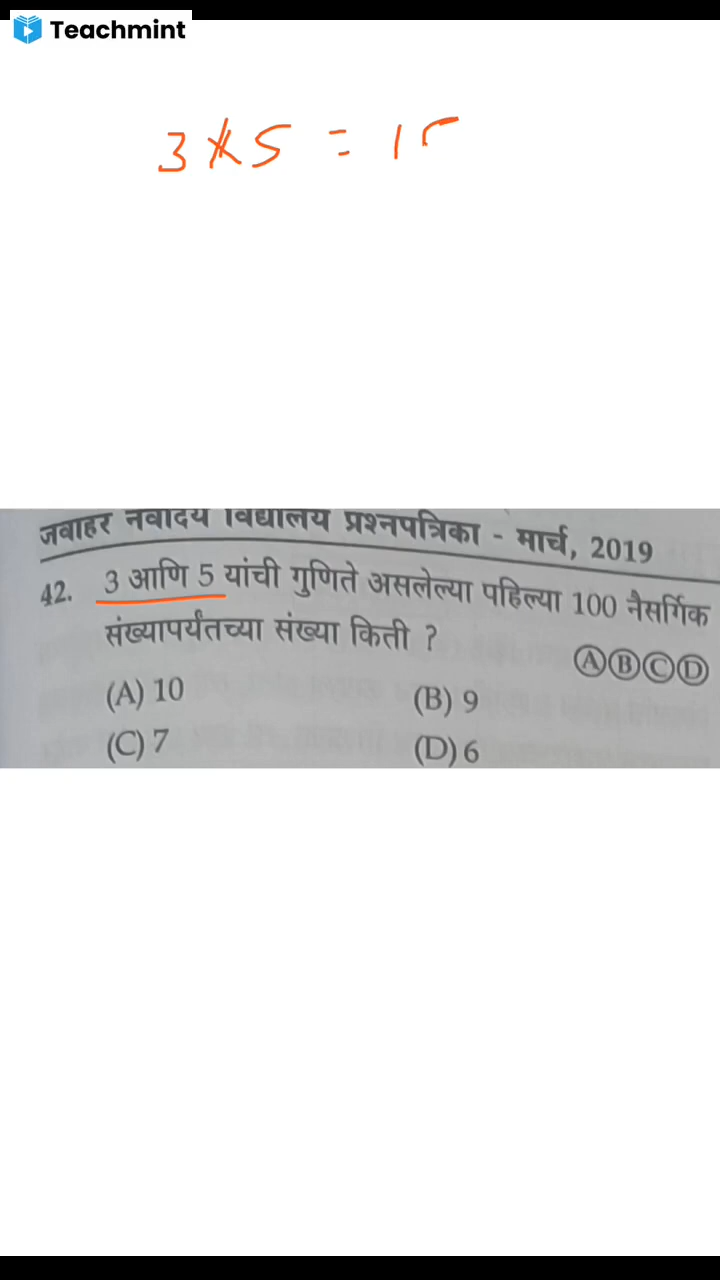 Teachmint
3 × 5 = 15
जवाहर नवोदय विद्यालय प्रश्नपत्रिका - मार्च, 2019
42. 3 आणि 5 यांची गुणिते असलेल्या पहिल्या 100 नैसर्गिक
संख्यापर्यंतच्या संख्या किती ?
Ⓐ Ⓑ Ⓒ Ⓓ
(A) 10 (B) 9
(C) 7 (D) 6